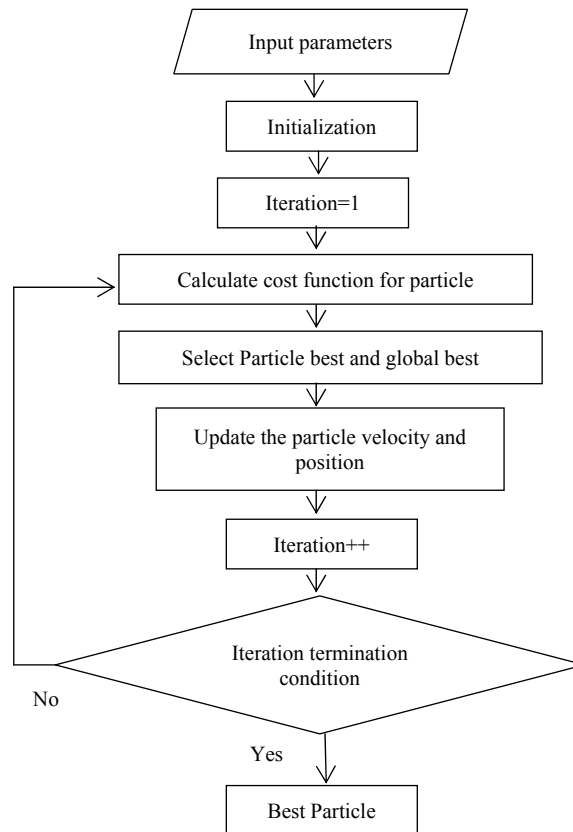 Input parameters
Initialization
Iteration=1
Calculate cost function for particle
Select Particle best and global best
Update the particle velocity and
position
Iteration++
Iteration termination
condition
No
Yes
Best Particle